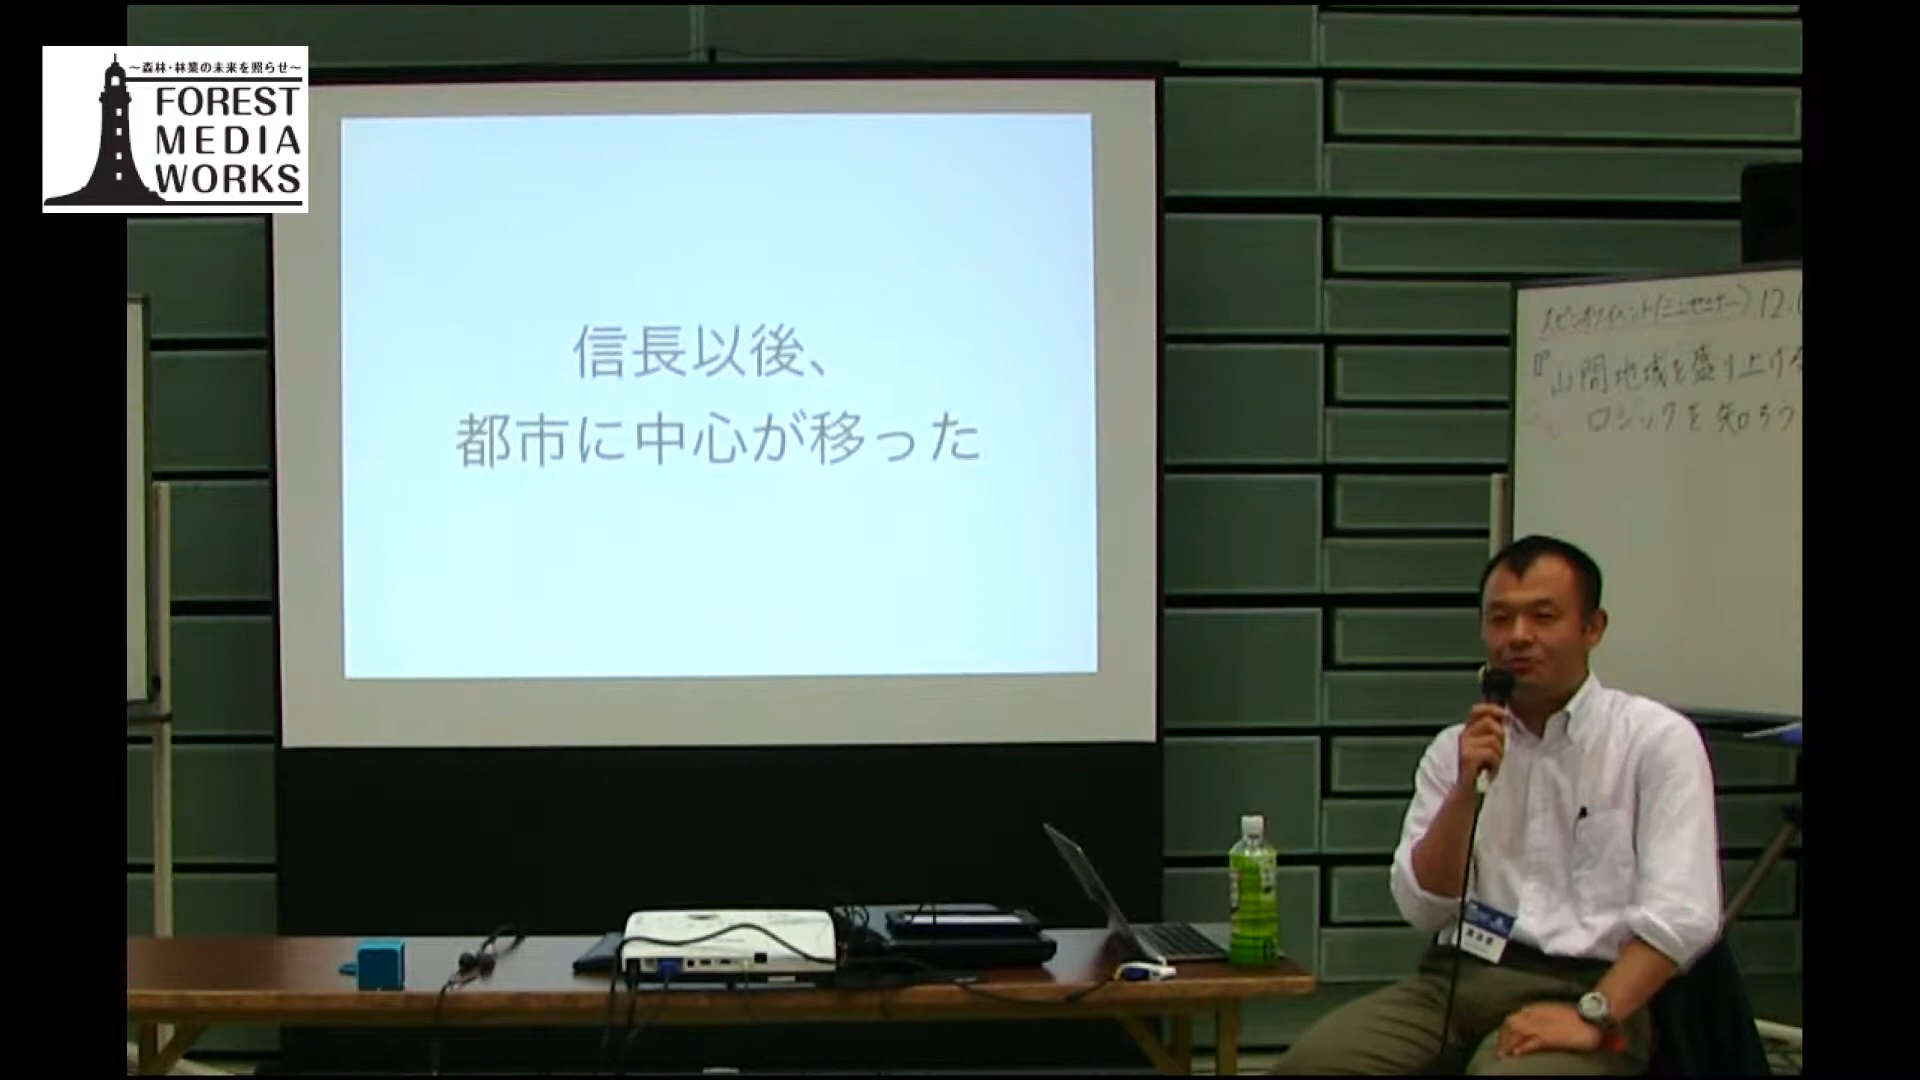 ～森林・林業の未来を照らせ～
FOREST
MEDIA
WORKS
信長以後、
都市に中心が移った
『山間地域を盛り上げる
ロジックを知ろう